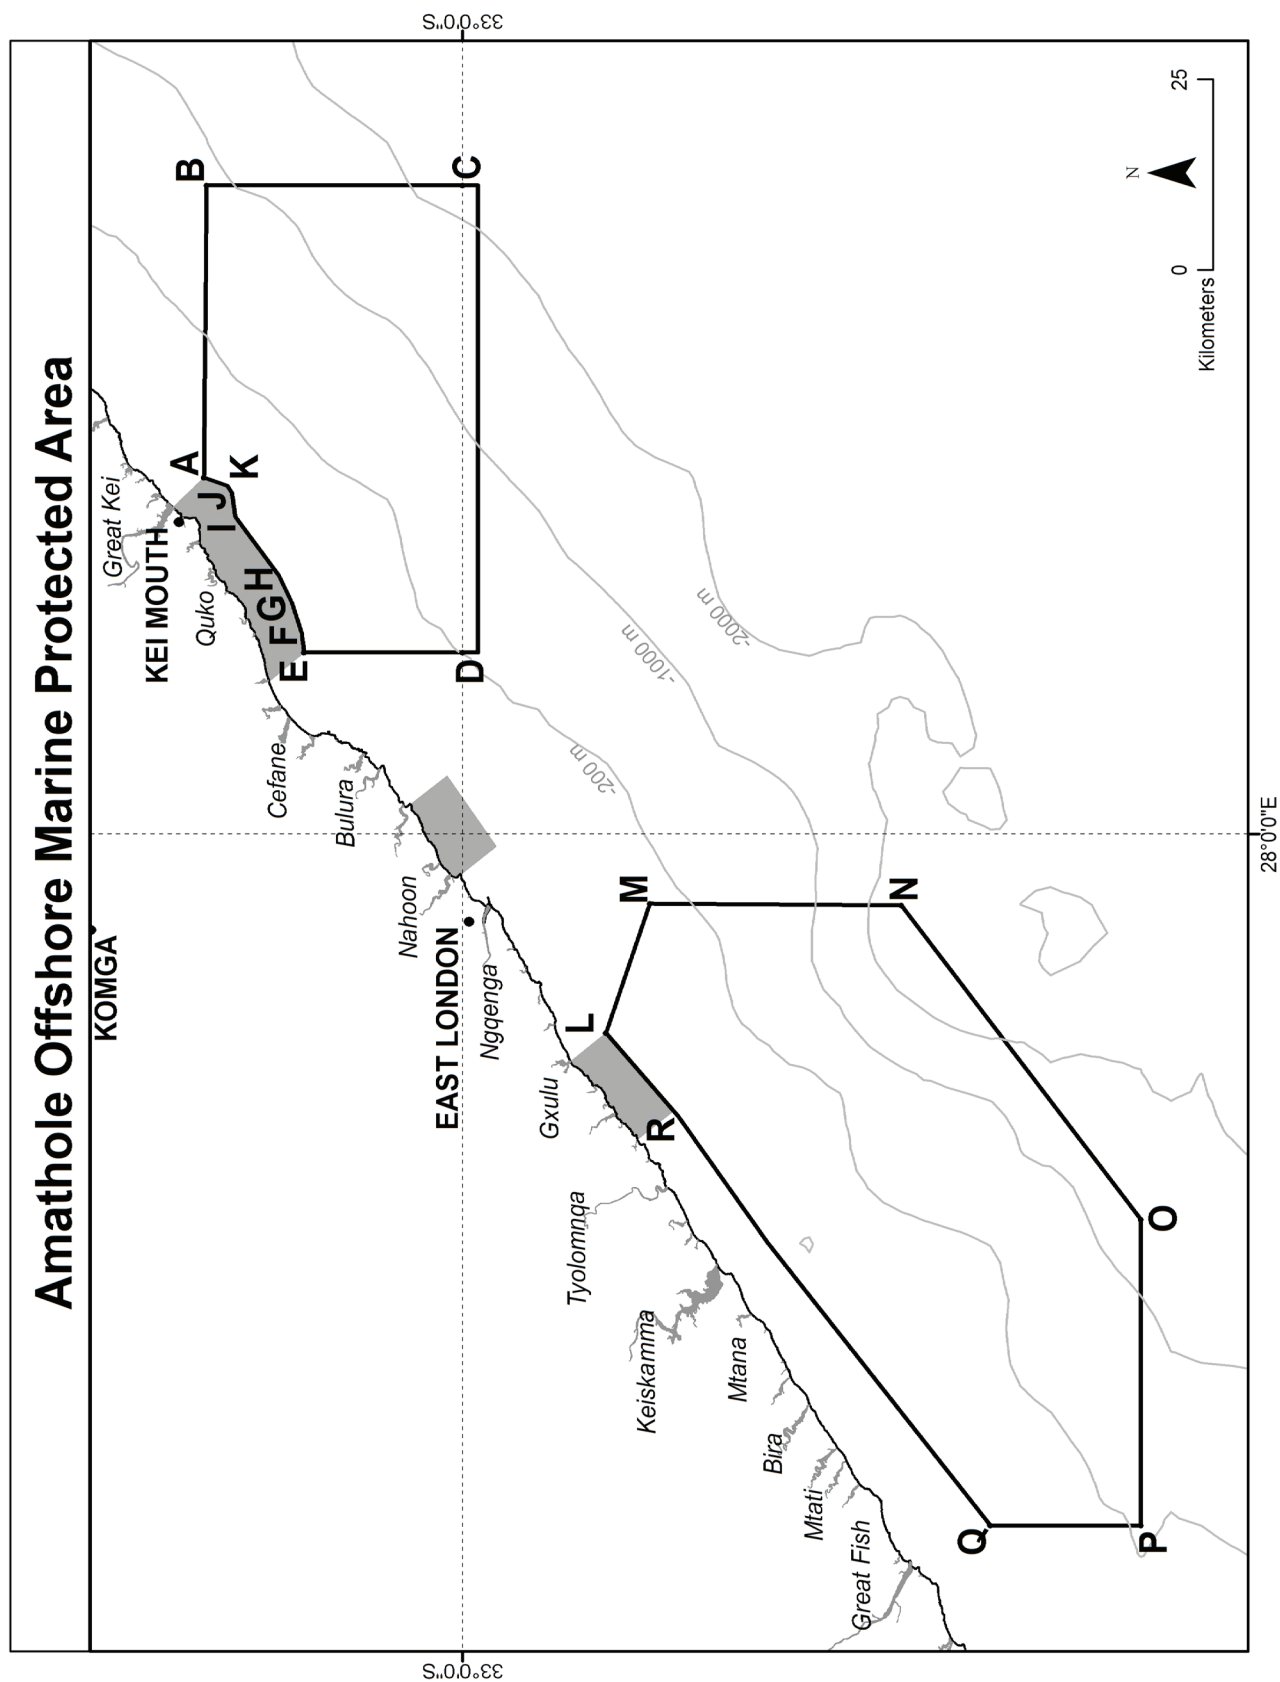 Amathole Offshore Marine Protected Area
33°0'0"S
33°0'0"S
28°0'0"E
KOMGA
Great Kei
KEI MOUTH
Quko
Cefane
Bulura
Nahoon
EAST LONDON
Ngqenga
Gxulu
Tyolomnqa
Keiskamma
Mtana
Bira
Mtati
Great Fish
A
B
C
D
E
F
G
H
I
J
K
L
M
N
O
P
Q
R
-200 m
-1000 m
-2000 m
N
0
25
Kilometers